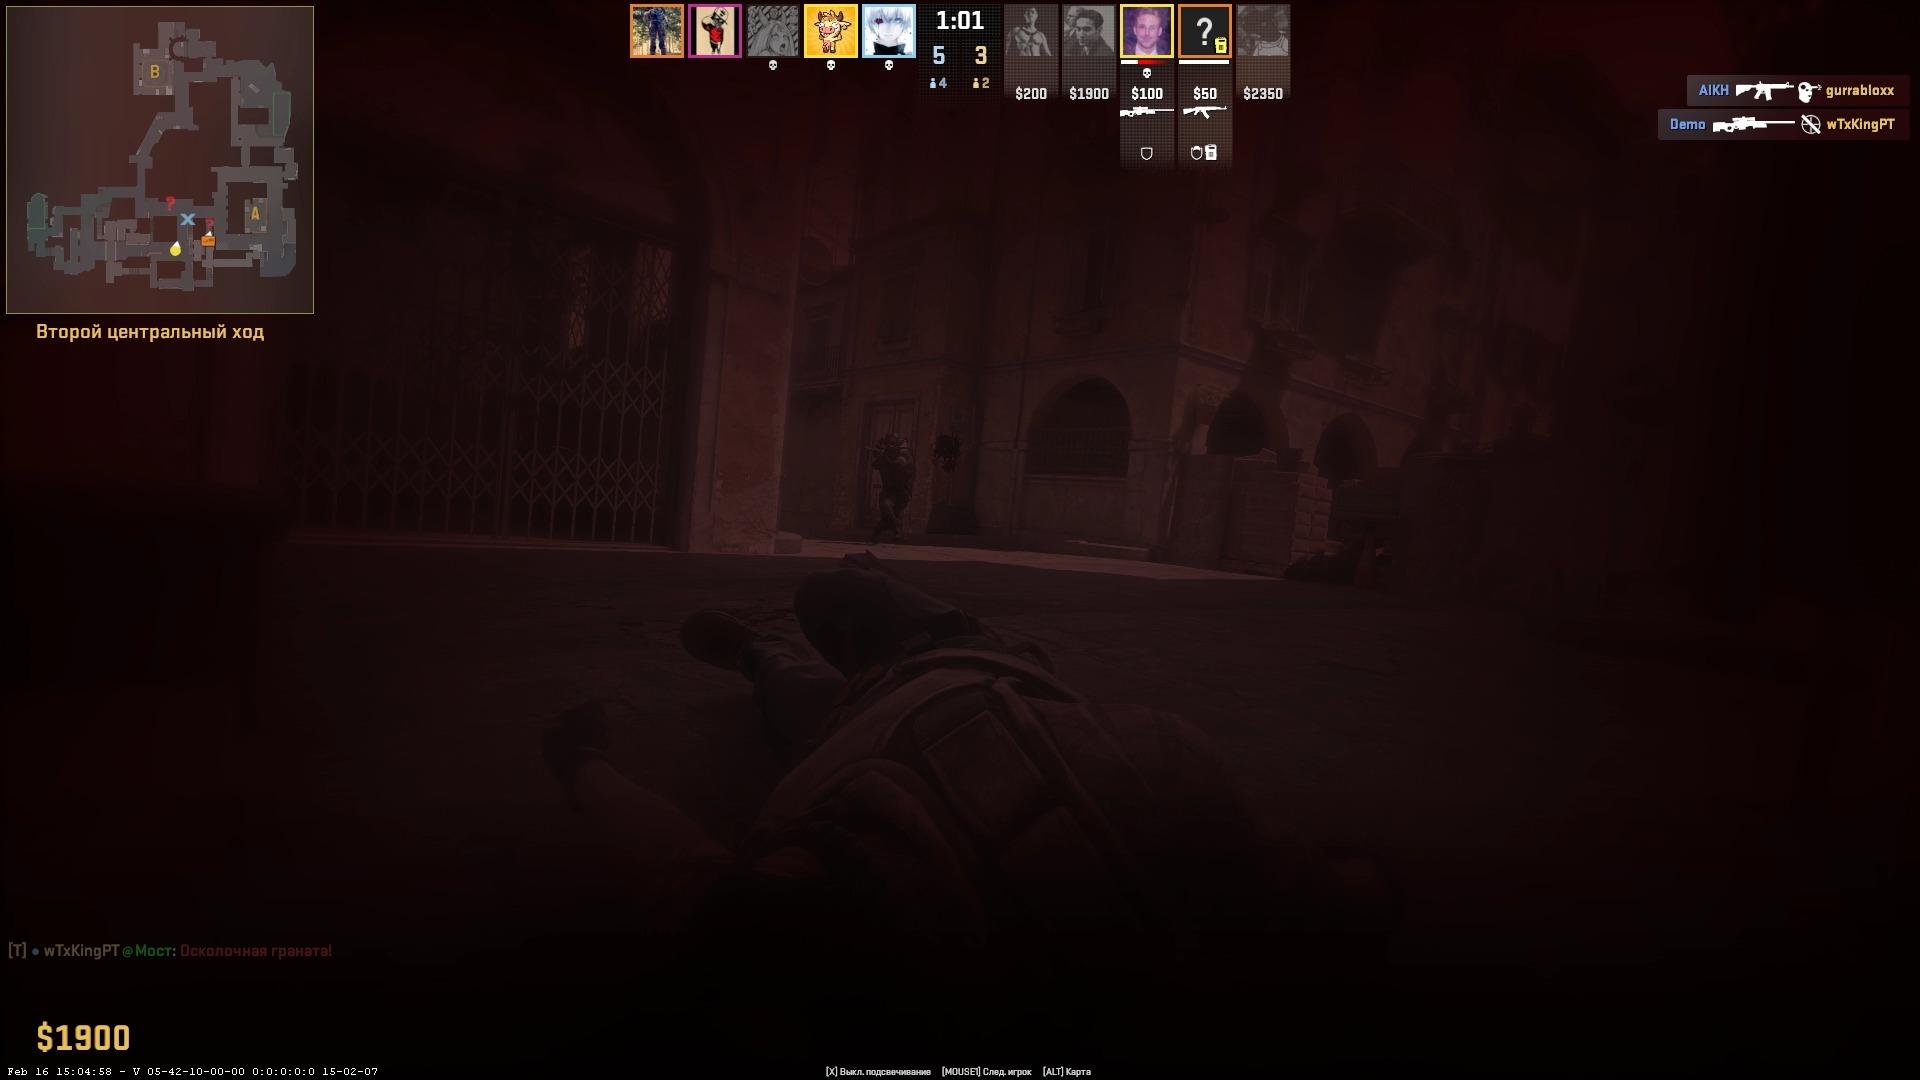 B
A
?
X
?
Второй центральный ход
1:01
5 3
4 2
?
$200 $1900 $100 $50 $2350
AIKH gurrabloxx
Demo wTxKingPT
[T] • wTxKingPT @ Мост: Осколочная граната!
$1900
Feb 16 15:04:58 - V 05-42-10-00-00 0:0:0:0:0 15-02-07
[X] Выкл. подсвечивание [MOUSE1] След. игрок [ALT] Карта